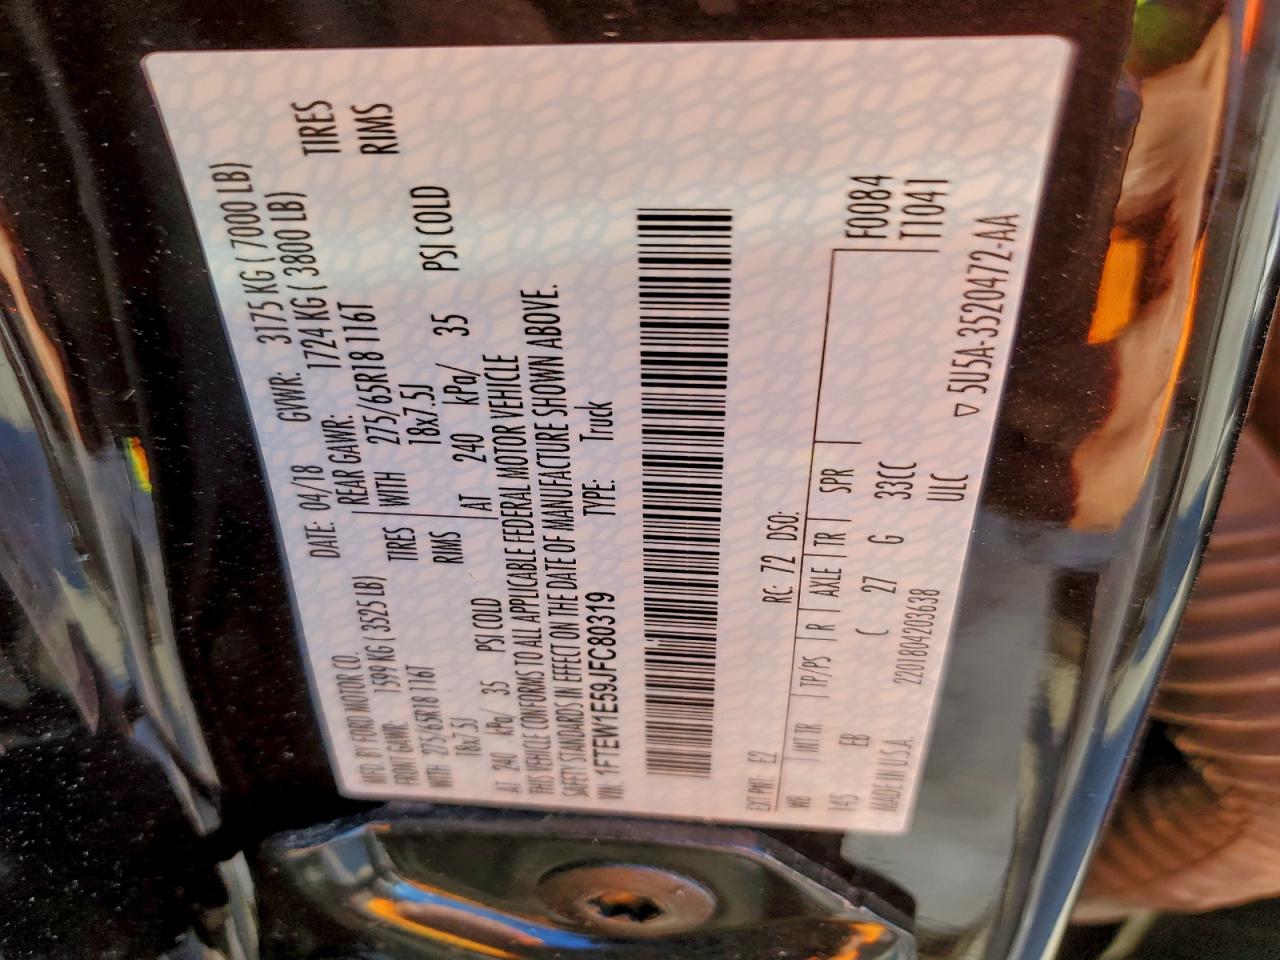 MFD. BY FORD MOTOR CO. DATE: 04/18 GVWR: 3175 KG ( 7000 LB)
FRONT GAWR: 1599 KG ( 3525 LB) REAR GAWR: 1724 KG ( 3800 LB)
WITH 275/65R18 116T TIRES WITH 275/65R18 116T TIRES
18x7.5J RIMS 18x7.5J RIMS
AT 240 kPa/ 35 PSI COLD AT 240 kPa/ 35 PSI COLD
THIS VEHICLE CONFORMS TO ALL APPLICABLE FEDERAL MOTOR VEHICLE
SAFETY STANDARDS IN EFFECT ON THE DATE OF MANUFACTURE SHOWN ABOVE.
VIN: 1FTEW1E59JFC80319 TYPE: Truck
EXT PNT: E2 RC: 72 DSO:
WB INT TR TP/PS R AXLE TR SPR F0084
145 EB C 27 G 33CC T1041
MADE IN U.S.A. 220180420363B UIC
▽ 5U5A-3520472-AA